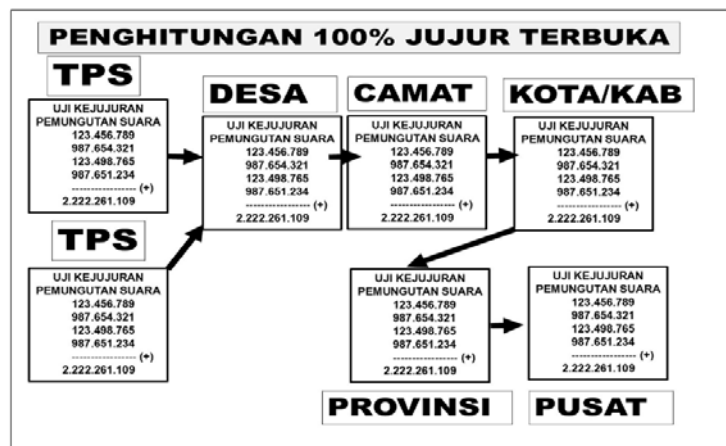 PENGHITUNGAN 100% JUJUR TERBUKA
TPS
UJI KEJUJURAN
PEMUNGUTAN SUARA
123.456.789
987.654.321
123.498.765
987.651.234
----------------- (+)
2.222.261.109
DESA
UJI KEJUJURAN
PEMUNGUTAN SUARA
123.456.789
987.654.321
123.498.765
987.651.234
----------------- (+)
2.222.261.109
CAMAT
UJI KEJUJURAN
PEMUNGUTAN SUARA
123.456.789
987.654.321
123.498.765
987.651.234
----------------- (+)
2.222.261.109
KOTA/KAB
UJI KEJUJURAN
PEMUNGUTAN SUARA
123.456.789
987.654.321
123.498.765
987.651.234
----------------- (+)
2.222.261.109
TPS
UJI KEJUJURAN
PEMUNGUTAN SUARA
123.456.789
987.654.321
123.498.765
987.651.234
----------------- (+)
2.222.261.109
UJI KEJUJURAN
PEMUNGUTAN SUARA
123.456.789
987.654.321
123.498.765
987.651.234
----------------- (+)
2.222.261.109
PROVINSI
UJI KEJUJURAN
PEMUNGUTAN SUARA
123.456.789
987.654.321
123.498.765
987.651.234
----------------- (+)
2.222.261.109
PUSAT